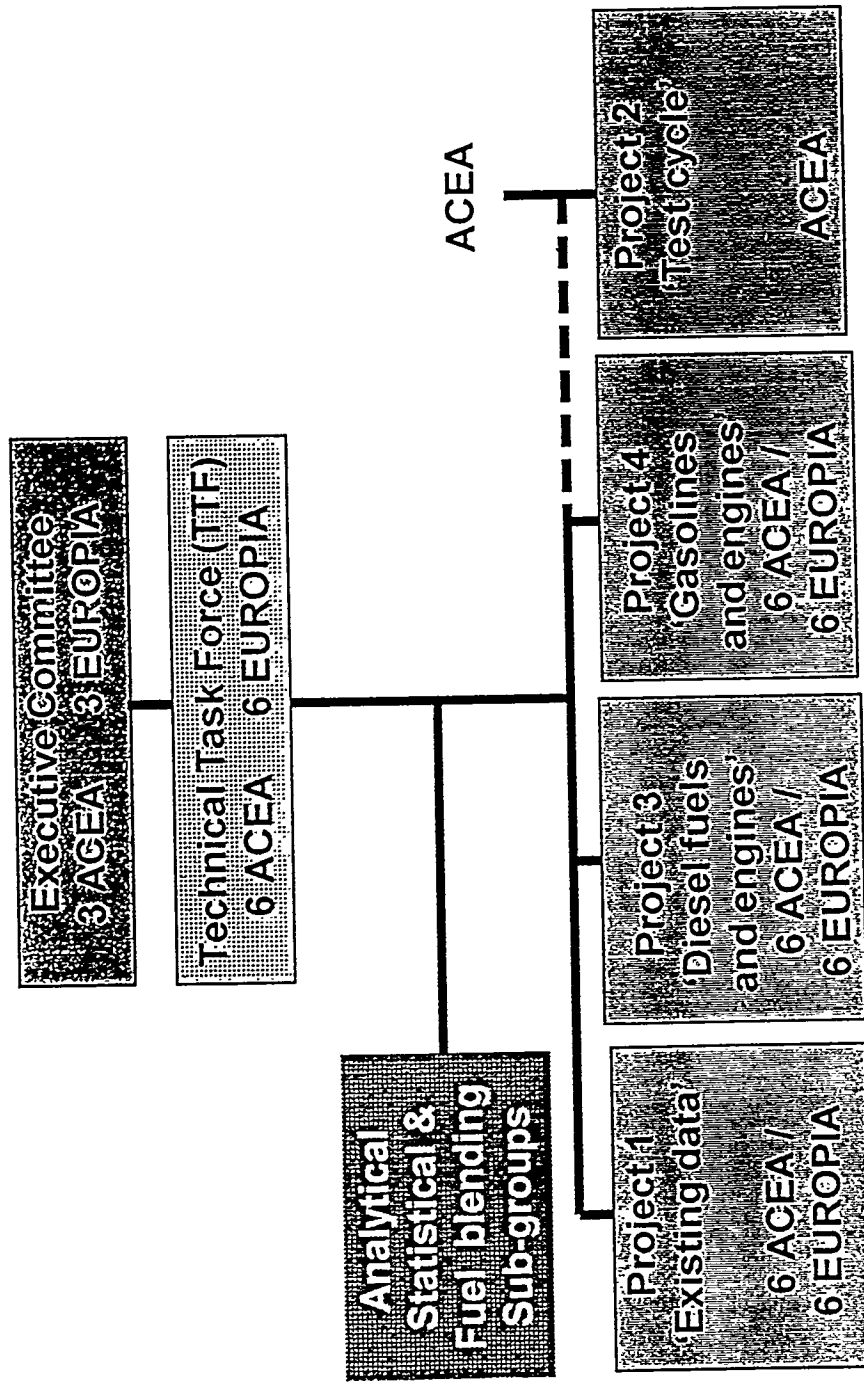 Executive Committee
3 ACEA 3 EUROPIA
Technical Task Force (TTF)
6 ACEA 6 EUROPIA
Analytical
Statistical &
Fuel blending
Sub-groups
ACEA
Project 1
'Existing data'
6 ACEA /
6 EUROPIA
Project 3
'Diesel fuels
and engines'
6 ACEA /
6 EUROPIA
Project 4
'Gasolines
and engines'
6 ACEA /
6 EUROPIA
Project 2
'Test cycle'
ACEA